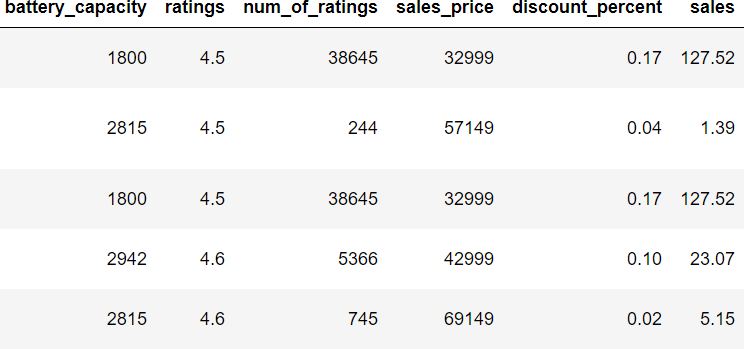 battery_capacity ratings num_of_ratings sales_price discount_percent sales
1800 4.5 38645 32999 0.17 127.52
2815 4.5 244 57149 0.04 1.39
1800 4.5 38645 32999 0.17 127.52
2942 4.6 5366 42999 0.10 23.07
2815 4.6 745 69149 0.02 5.15